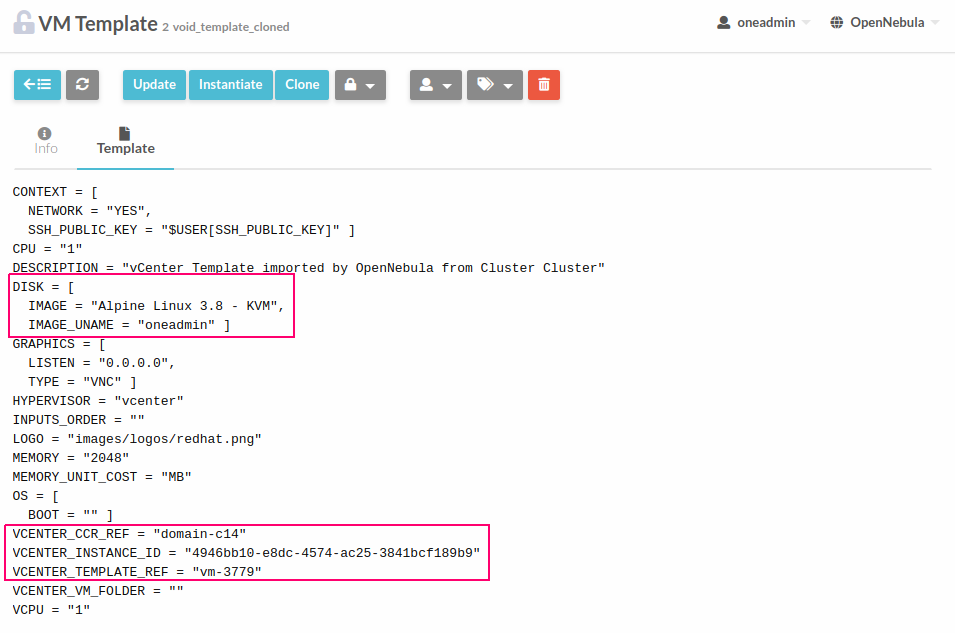 VM Template 2 void_template_cloned
oneadmin OpenNebula
Update Instantiate Clone
Info Template
CONTEXT = [
  NETWORK = "YES",
  SSH_PUBLIC_KEY = "$USER[SSH_PUBLIC_KEY]" ]
CPU = "1"
DESCRIPTION = "vCenter Template imported by OpenNebula from Cluster Cluster"
DISK = [
  IMAGE = "Alpine Linux 3.8 - KVM",
  IMAGE_UNAME = "oneadmin" ]
GRAPHICS = [
  LISTEN = "0.0.0.0",
  TYPE = "VNC" ]
HYPERVISOR = "vcenter"
INPUTS_ORDER = ""
LOGO = "images/logos/redhat.png"
MEMORY = "2048"
MEMORY_UNIT_COST = "MB"
OS = [
  BOOT = "" ]
VCENTER_CCR_REF = "domain-c14"
VCENTER_INSTANCE_ID = "4946bb10-e8dc-4574-ac25-3841bcf189b9"
VCENTER_TEMPLATE_REF = "vm-3779"
VCENTER_VM_FOLDER = ""
VCPU = "1"